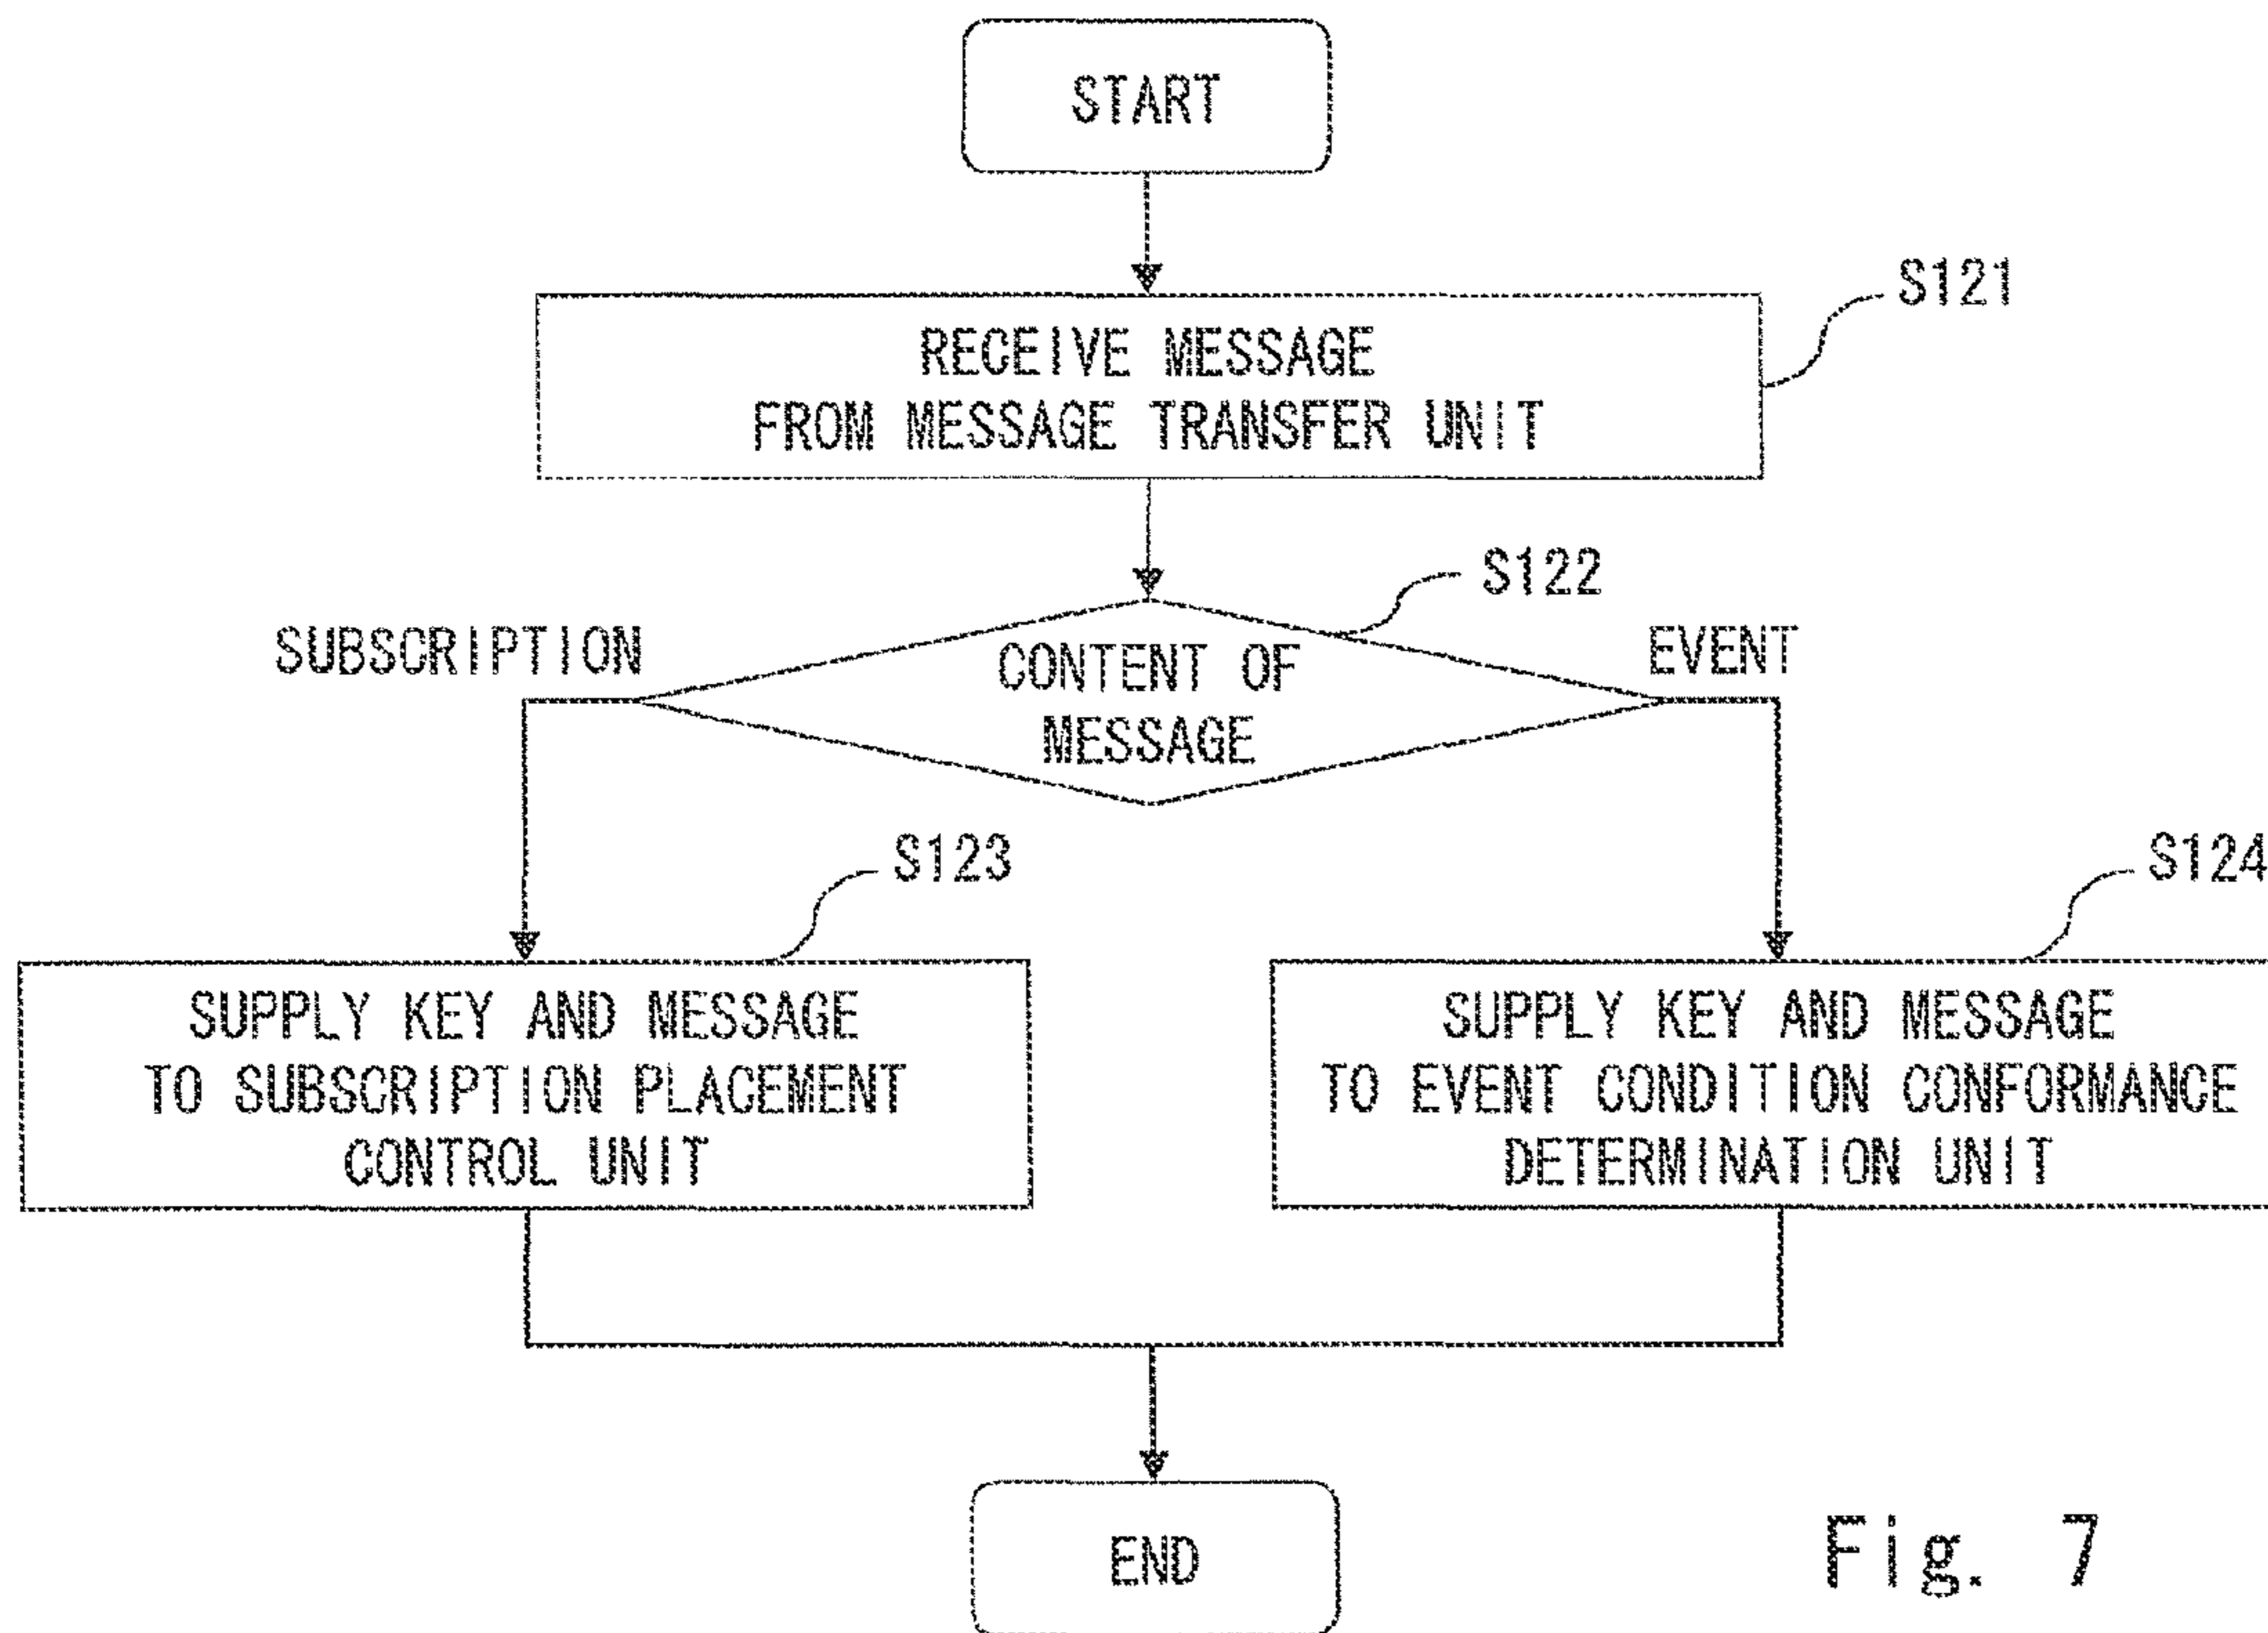 START
S121
RECEIVE MESSAGE
FROM MESSAGE TRANSFER UNIT
S122
SUBSCRIPTION
CONTENT OF
MESSAGE
EVENT
S123
S124
SUPPLY KEY AND MESSAGE
TO SUBSCRIPTION PLACEMENT
CONTROL UNIT
SUPPLY KEY AND MESSAGE
TO EVENT CONDITION CONFORMANCE
DETERMINATION UNIT
END
Fig. 7